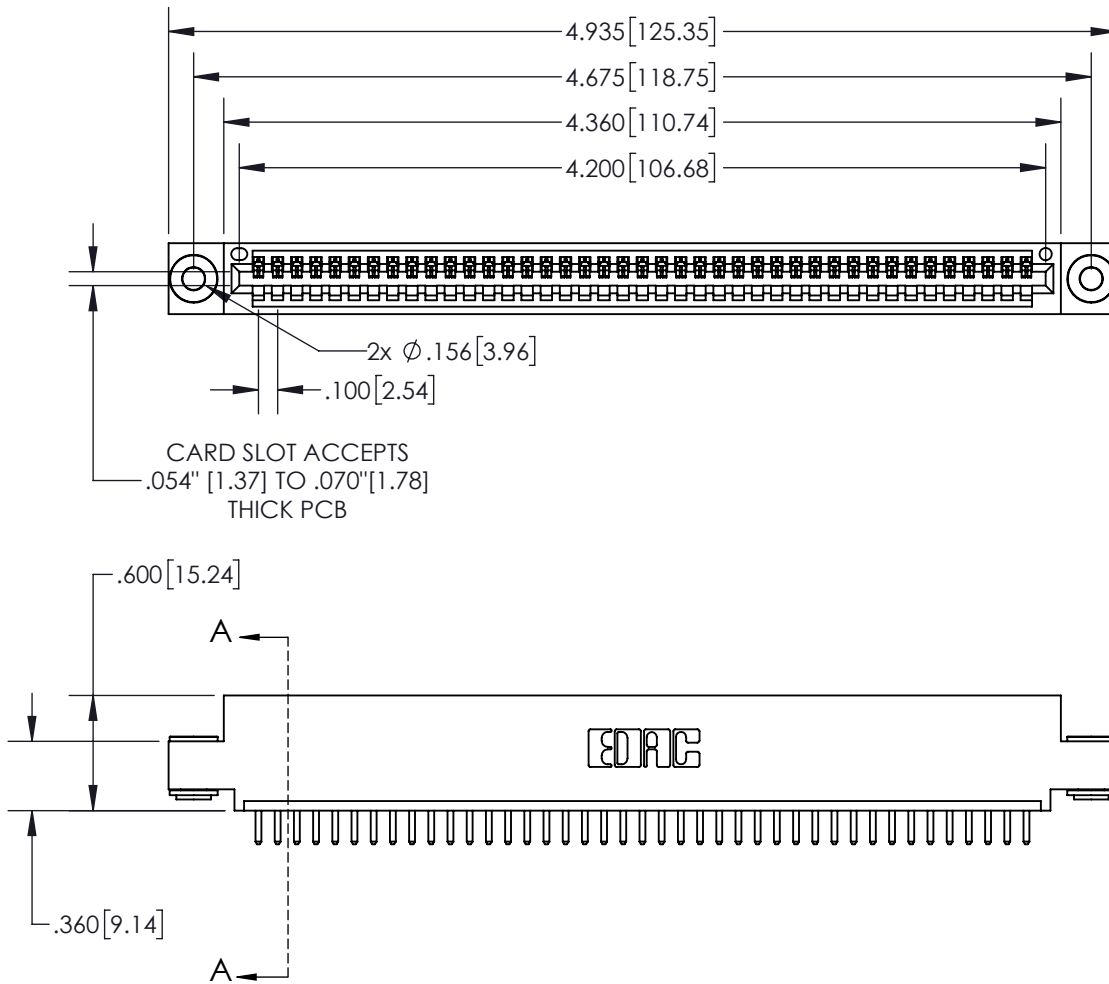 4.935[125.35]
4.675[118.75]
4.360[110.74]
4.200[106.68]
2x Ø.156[3.96]
.100[2.54]
CARD SLOT ACCEPTS
.054" [1.37] TO .070"[1.78]
THICK PCB
.600[15.24]
A
EDAC
.360[9.14]
A